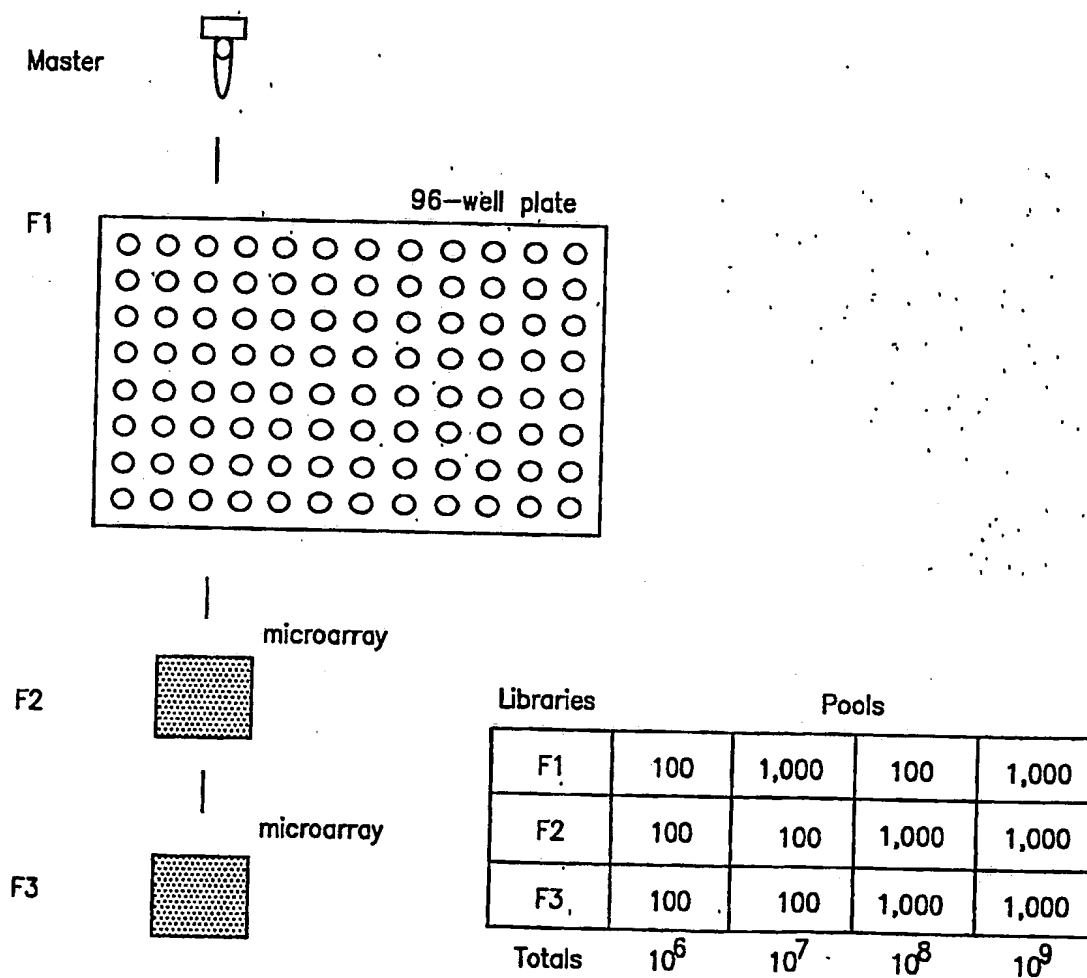 Master
96-well plate
F1
microarray
F2
microarray
F3
Libraries Pools
F1 100 1,000 100 1,000
F2 100 100 1,000 1,000
F3 100 100 1,000 1,000
Totals 10^6 10^7 10^8 10^9